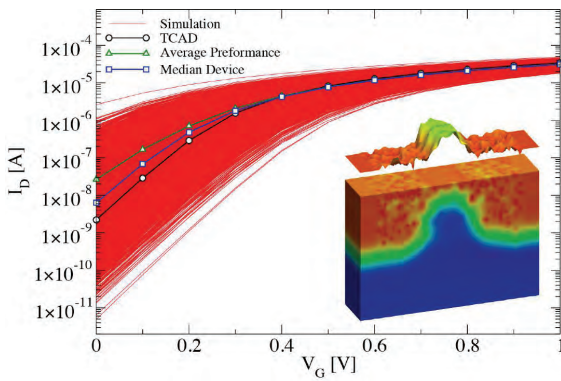 Simulation
TCAD
Average Preformance
Median Device
I_D [A]
1×10⁻⁴
1×10⁻⁵
1×10⁻⁶
1×10⁻⁷
1×10⁻⁸
1×10⁻⁹
1×10⁻¹⁰
1×10⁻¹¹
0 0.2 0.4 0.6 0.8 1
V_G [V]